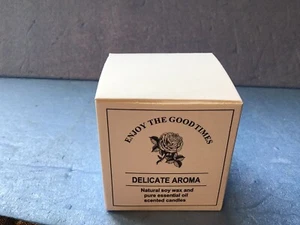 ENJOY THE GOOD TIMES
DELICATE AROMA
Natural soy wax and
pure essential oil
scented candles